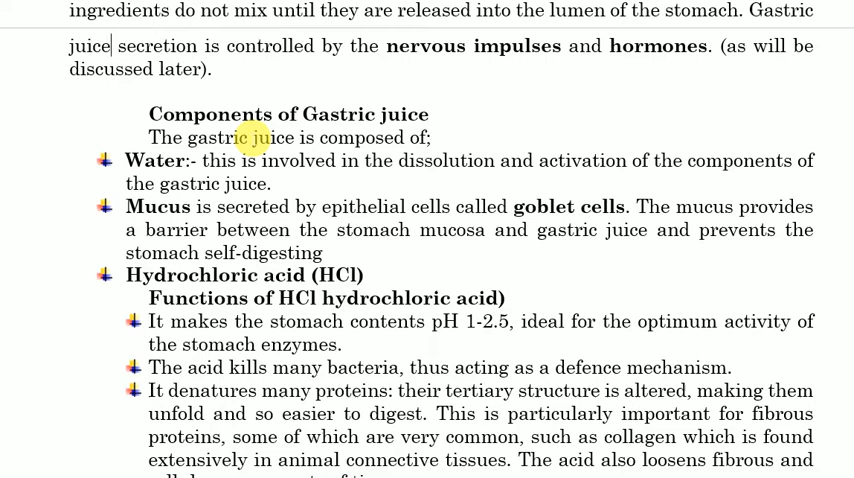 ingredients do not mix until they are released into the lumen of the stomach. Gastric
juice secretion is controlled by the nervous impulses and hormones. (as will be
discussed later).
Components of Gastric juice
The gastric juice is composed of;
Water:- this is involved in the dissolution and activation of the components of
the gastric juice.
Mucus is secreted by epithelial cells called goblet cells. The mucus provides
a barrier between the stomach mucosa and gastric juice and prevents the
stomach self-digesting
Hydrochloric acid (HCl)
Functions of HCl hydrochloric acid)
It makes the stomach contents pH 1-2.5, ideal for the optimum activity of
the stomach enzymes.
The acid kills many bacteria, thus acting as a defence mechanism.
It denatures many proteins: their tertiary structure is altered, making them
unfold and so easier to digest. This is particularly important for fibrous
proteins, some of which are very common, such as collagen which is found
extensively in animal connective tissues. The acid also loosens fibrous and